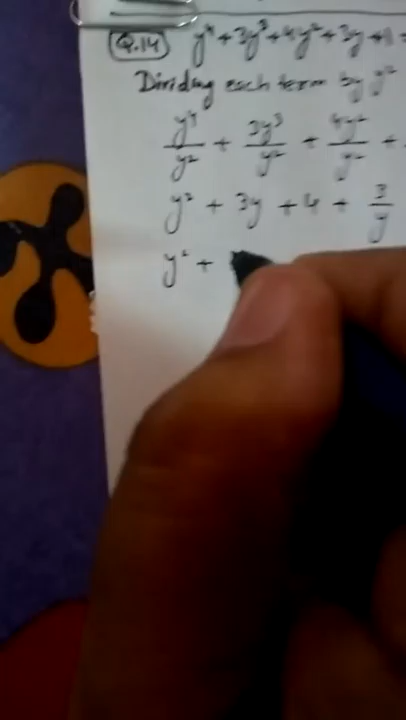 Q.14 y⁴+3y³+4y²+3y+1=
Dividing each term by y²
y⁴/y² + 3y³/y² + 4y²/y² +
y² + 3y + 4 + 3/y
y² +